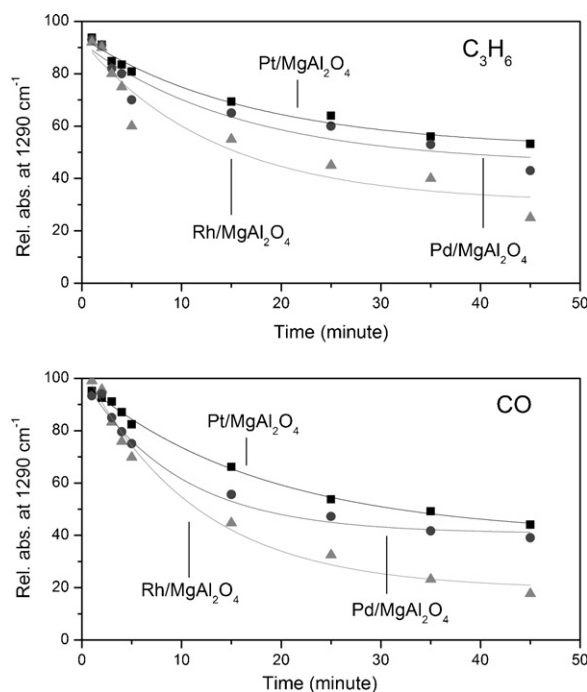 100
80
60
40
20
0
Rel. abs. at 1290 cm⁻¹
C₃H₆
Pt/MgAl₂O₄
Rh/MgAl₂O₄
Pd/MgAl₂O₄
0 10 20 30 40 50
Time (minute)
100
80
60
40
20
0
Rel. abs. at 1290 cm⁻¹
CO
Pt/MgAl₂O₄
Rh/MgAl₂O₄
Pd/MgAl₂O₄
0 10 20 30 40 50
Time (minute)